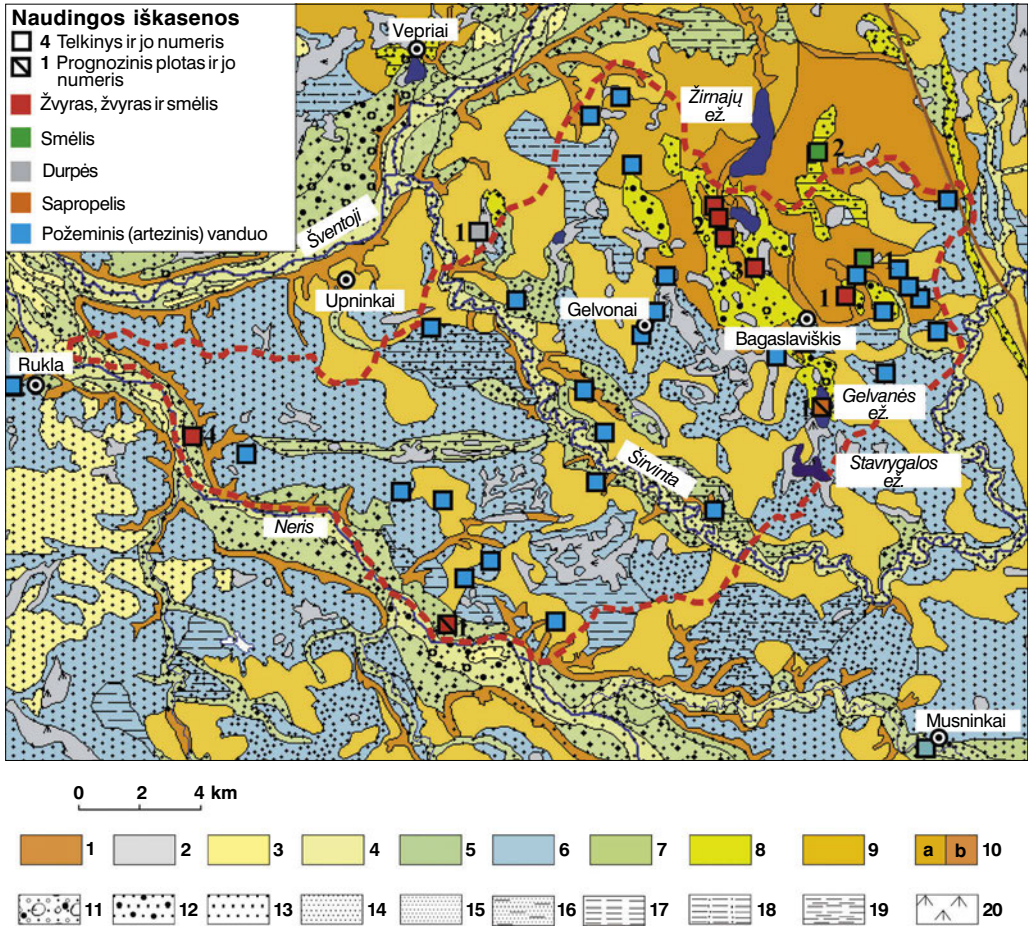 Naudingos iškasenos
4 Telkinys ir jo numeris
1 Prognozinis plotas ir jo
numeris
Žvyras, žvyras ir smėlis
Smėlis
Durpės
Sapropelis
Požeminis (artezinis) vanduo
Vepriai
Žirnajų
ež.
2
Šventoji
1
2
3
1
1
Upninkai
Gelvonai
Bagaslaviškis
Rukla
1
Gelvanės
ež.
4
Širvinta
Stavrygalos
ež.
Neris
1
Musninkai
0 2 4 km
1 2 3 4 5 6 7 8 9 a b 10
11 12 13 14 15 16 17 18 19 20